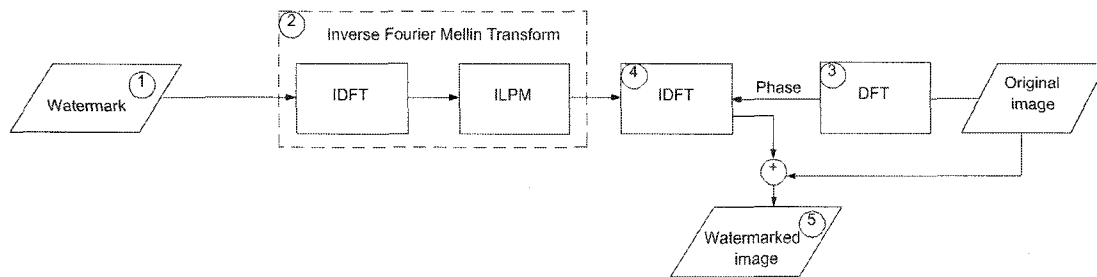 2
Inverse Fourier Mellin Transform
1
Watermark
IDFT
ILPM
4
IDFT
Phase
3
DFT
Original
image
+
5
Watermarked
image